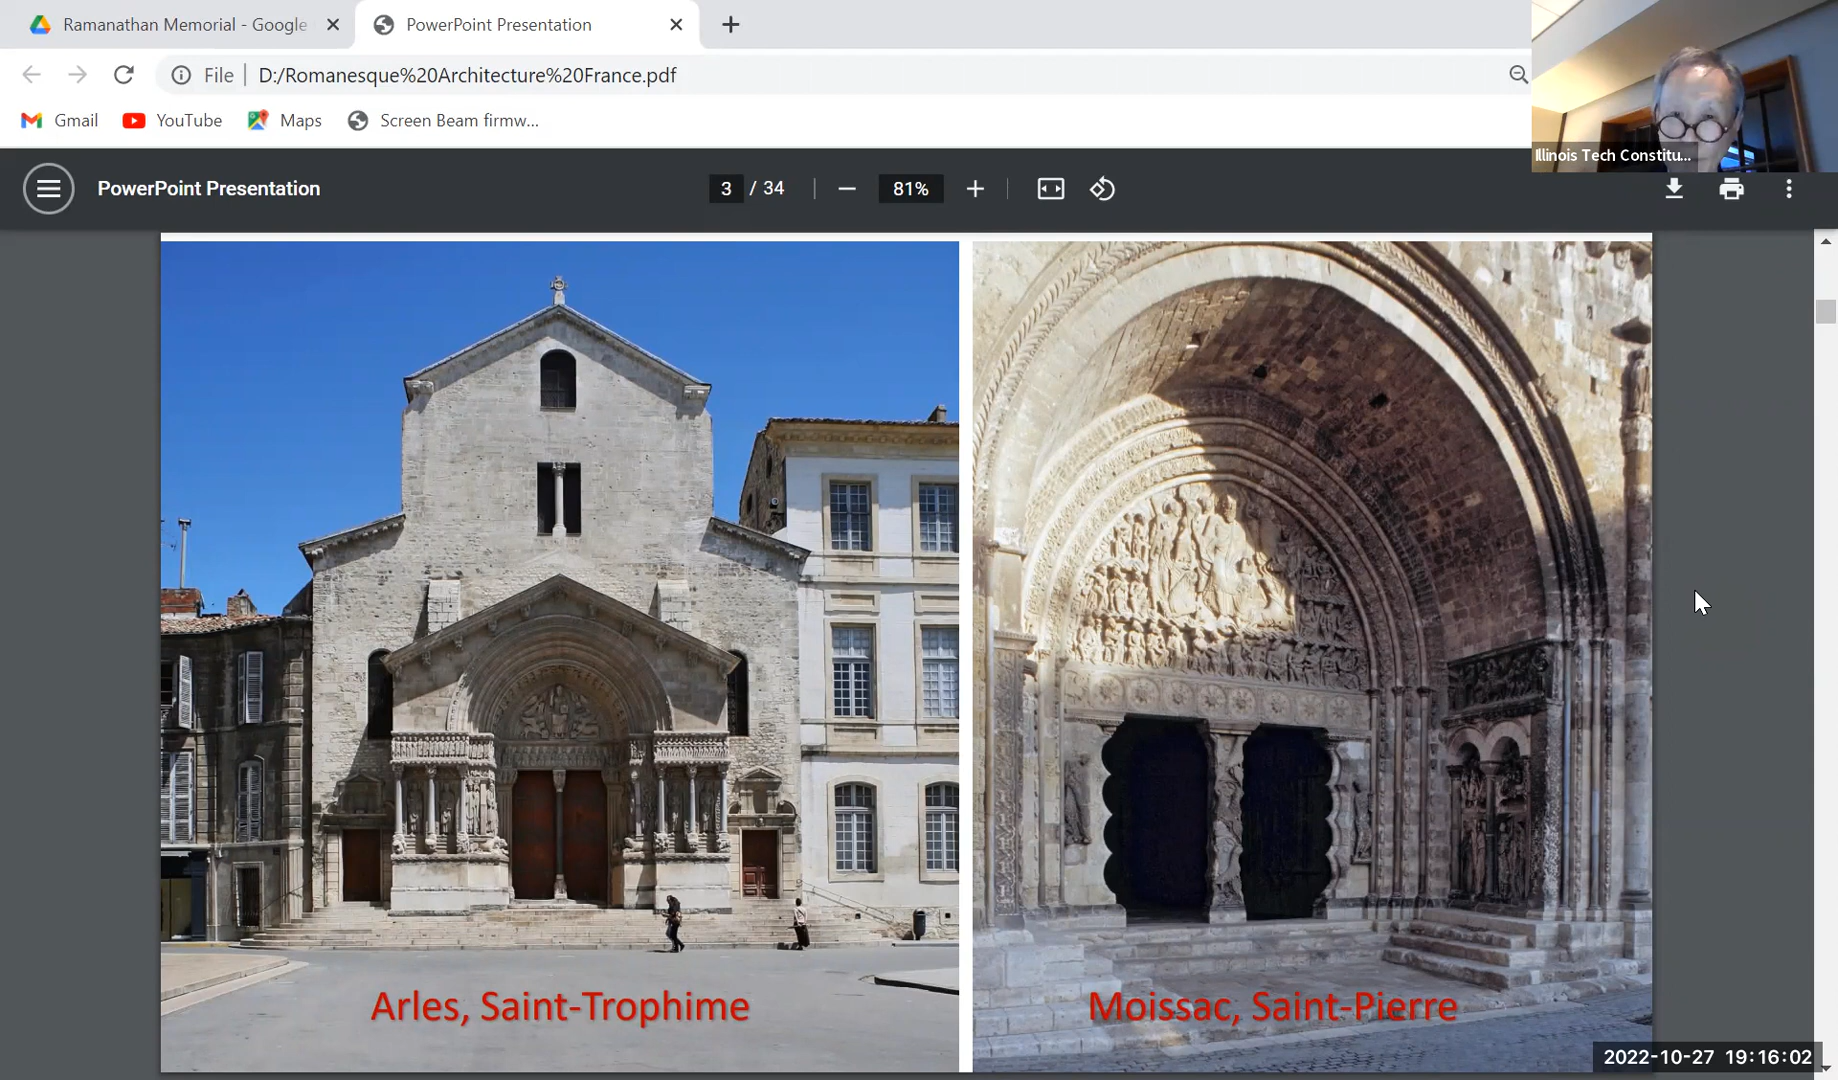 Ramanathan Memorial - Google
PowerPoint Presentation
File
D:/Romanesque%20Architecture%20France.pdf
Gmail
YouTube
Maps
Screen Beam firmw...
Illinois Tech Constitu...
PowerPoint Presentation
3 / 34
81%
Arles, Saint-Trophime
Moissac, Saint-Pierre
2022-10-27 19:16:02